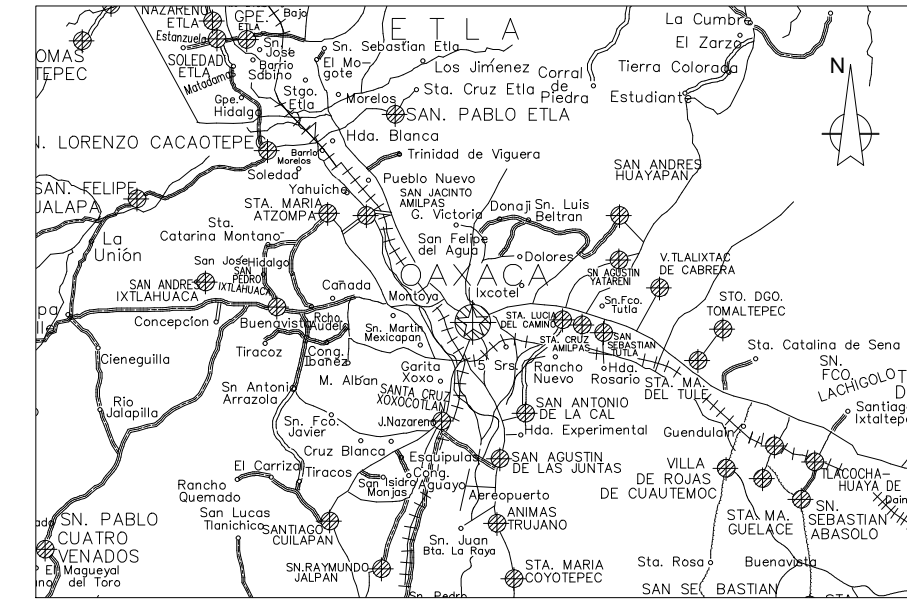 NAZARENO
ETLA
GPE.
ETLA
Bajo
ETLA
La Cumbre
El Zarzo
Tierra Colorada
Estudiante
N
Estanzuela
Sn.
Jose
Barrio
Sabino
Sn. Sebastian Etla
El Mo-
gote
Los Jimenez
OMAS
TEPEC
SOLEDAD
ETLA
Matadamas
Gpe.
Hidalgo
Stgo.
Etla
Morelos
Sta. Cruz Etla
Corral
de
Piedra
SAN PABLO ETLA
Hda. Blanca
N. LORENZO CACAOTEPEC
Barrio
Morelos
Trinidad de Viguera
Soledad
Pueblo Nuevo
Yahuiche
SAN JACINTO
AMILPAS
SAN ANDRES
HUAYAPAN
SAN. FELIPE
JALAPA
STA. MARIA
ATZOMPA
G. Victoria
Donaji
Sn. Luis
Beltran
Sta.
Catarina Montano
La
Unión
San Felipe
del Agua
Dolores
San Jose
Hidalgo
SAN
PEDRO
IXTLAHUACA
OAXACA
Ixcotel
SN AGUSTIN
YATARENI
V.TLALIXTAC
DE CABRERA
SAN ANDRES
IXTLAHUACA
Cañada
Montoya
Sn.Fco.
Tutla
STO. DGO.
TOMALTEPEC
Concepcion
Buenavista
Rcho.
Audelo
Sn. Martin
Mexicapan
STA. LUCIA
DEL CAMINO
STA. CRUZ
AMILPAS
SAN
SEBASTIAN
TUTLA
Cieneguilla
Tiracoz
Cong.
Ibañez
15 Srs.
Garita
Xoxo
Rancho
Nuevo
Hda.
Rosario
Sta. Catalina de Sena
SN.
FCO.
LACHIGOLO
M. Alban
Sn Antonio
Arrazola
SANTA CRUZ
XOXOCOTLAN
STA. MA.
DEL TULE
Rio
Jalapilla
SAN ANTONIO
DE LA CAL
Santiago
Ixtaltepec
Sn. Fco.
Javier
J.Nazareno
Hda. Experimental
Guendulain
Cruz Blanca
Esquipulas
SAN AGUSTIN
DE LAS JUNTAS
VILLA
DE ROJAS
DE CUAUTEMOC
El Carrizal
Tiracos
Cong.
Aguayo
San Isidro
Monjas
TLACOCHA-
HUAYA DE
Rancho
Quemado
Aeropuerto
San Lucas
Tlanichico
SANTIAGO
CUILAPAN
ANIMAS
TRUJANO
STA. MA.
GUELACE
SN.
SEBASTIAN
ABASOLO
SN. PABLO
CUATRO
VENADOS
Sn. Juan
Bta. La Raya
El Magueyal
del Toro
SN.RAYMUNDO
JALPAN
STA. MARIA
COYOTEPEC
Sta. Rosa
Buenavista
Sn. Pedro
SAN SEBASTIAN
STA